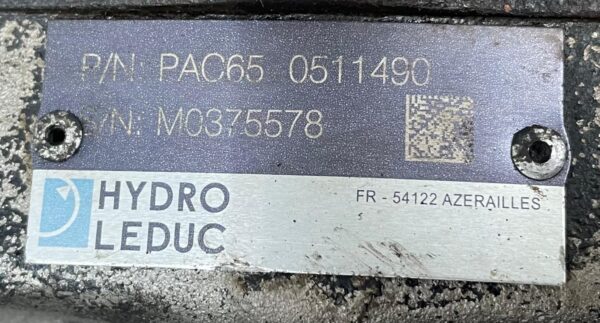 P/N: PAC65 0511490
S/N: M0375578
HYDRO
LEDUC
FR - 54122 AZERAILLES